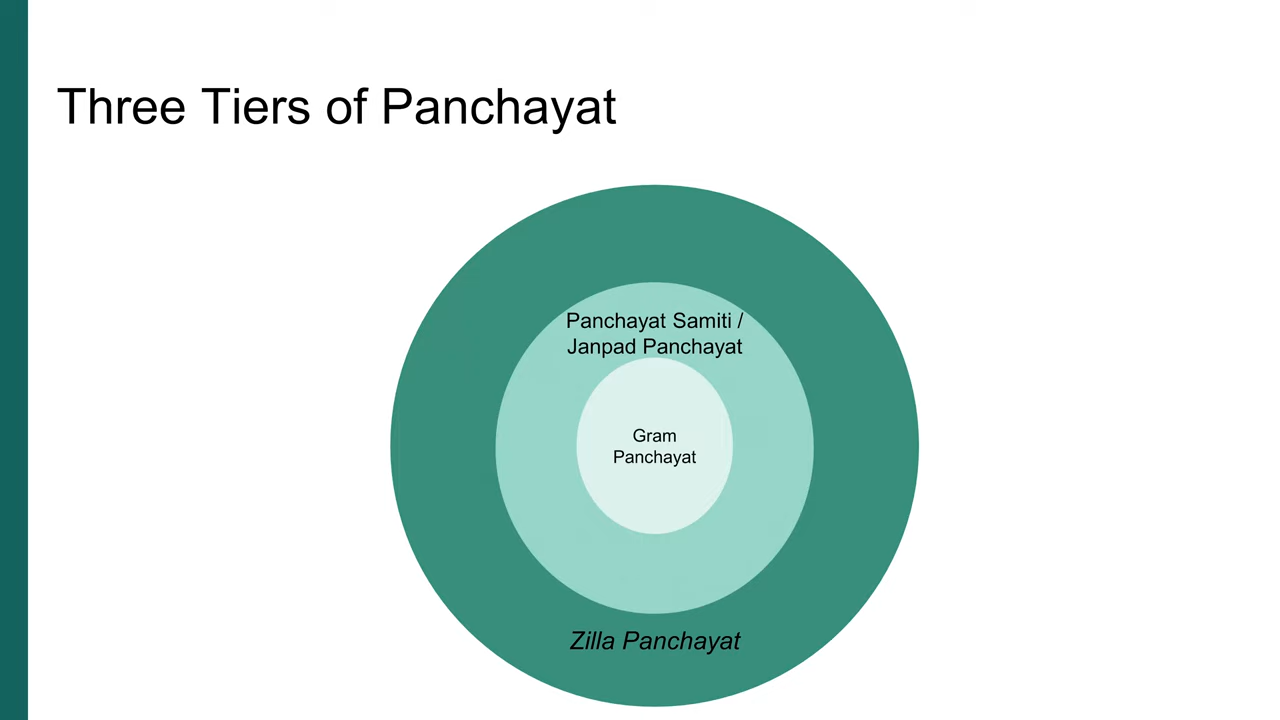 Three Tiers of Panchayat
Panchayat Samiti /
Janpad Panchayat
Gram
Panchayat
Zilla Panchayat